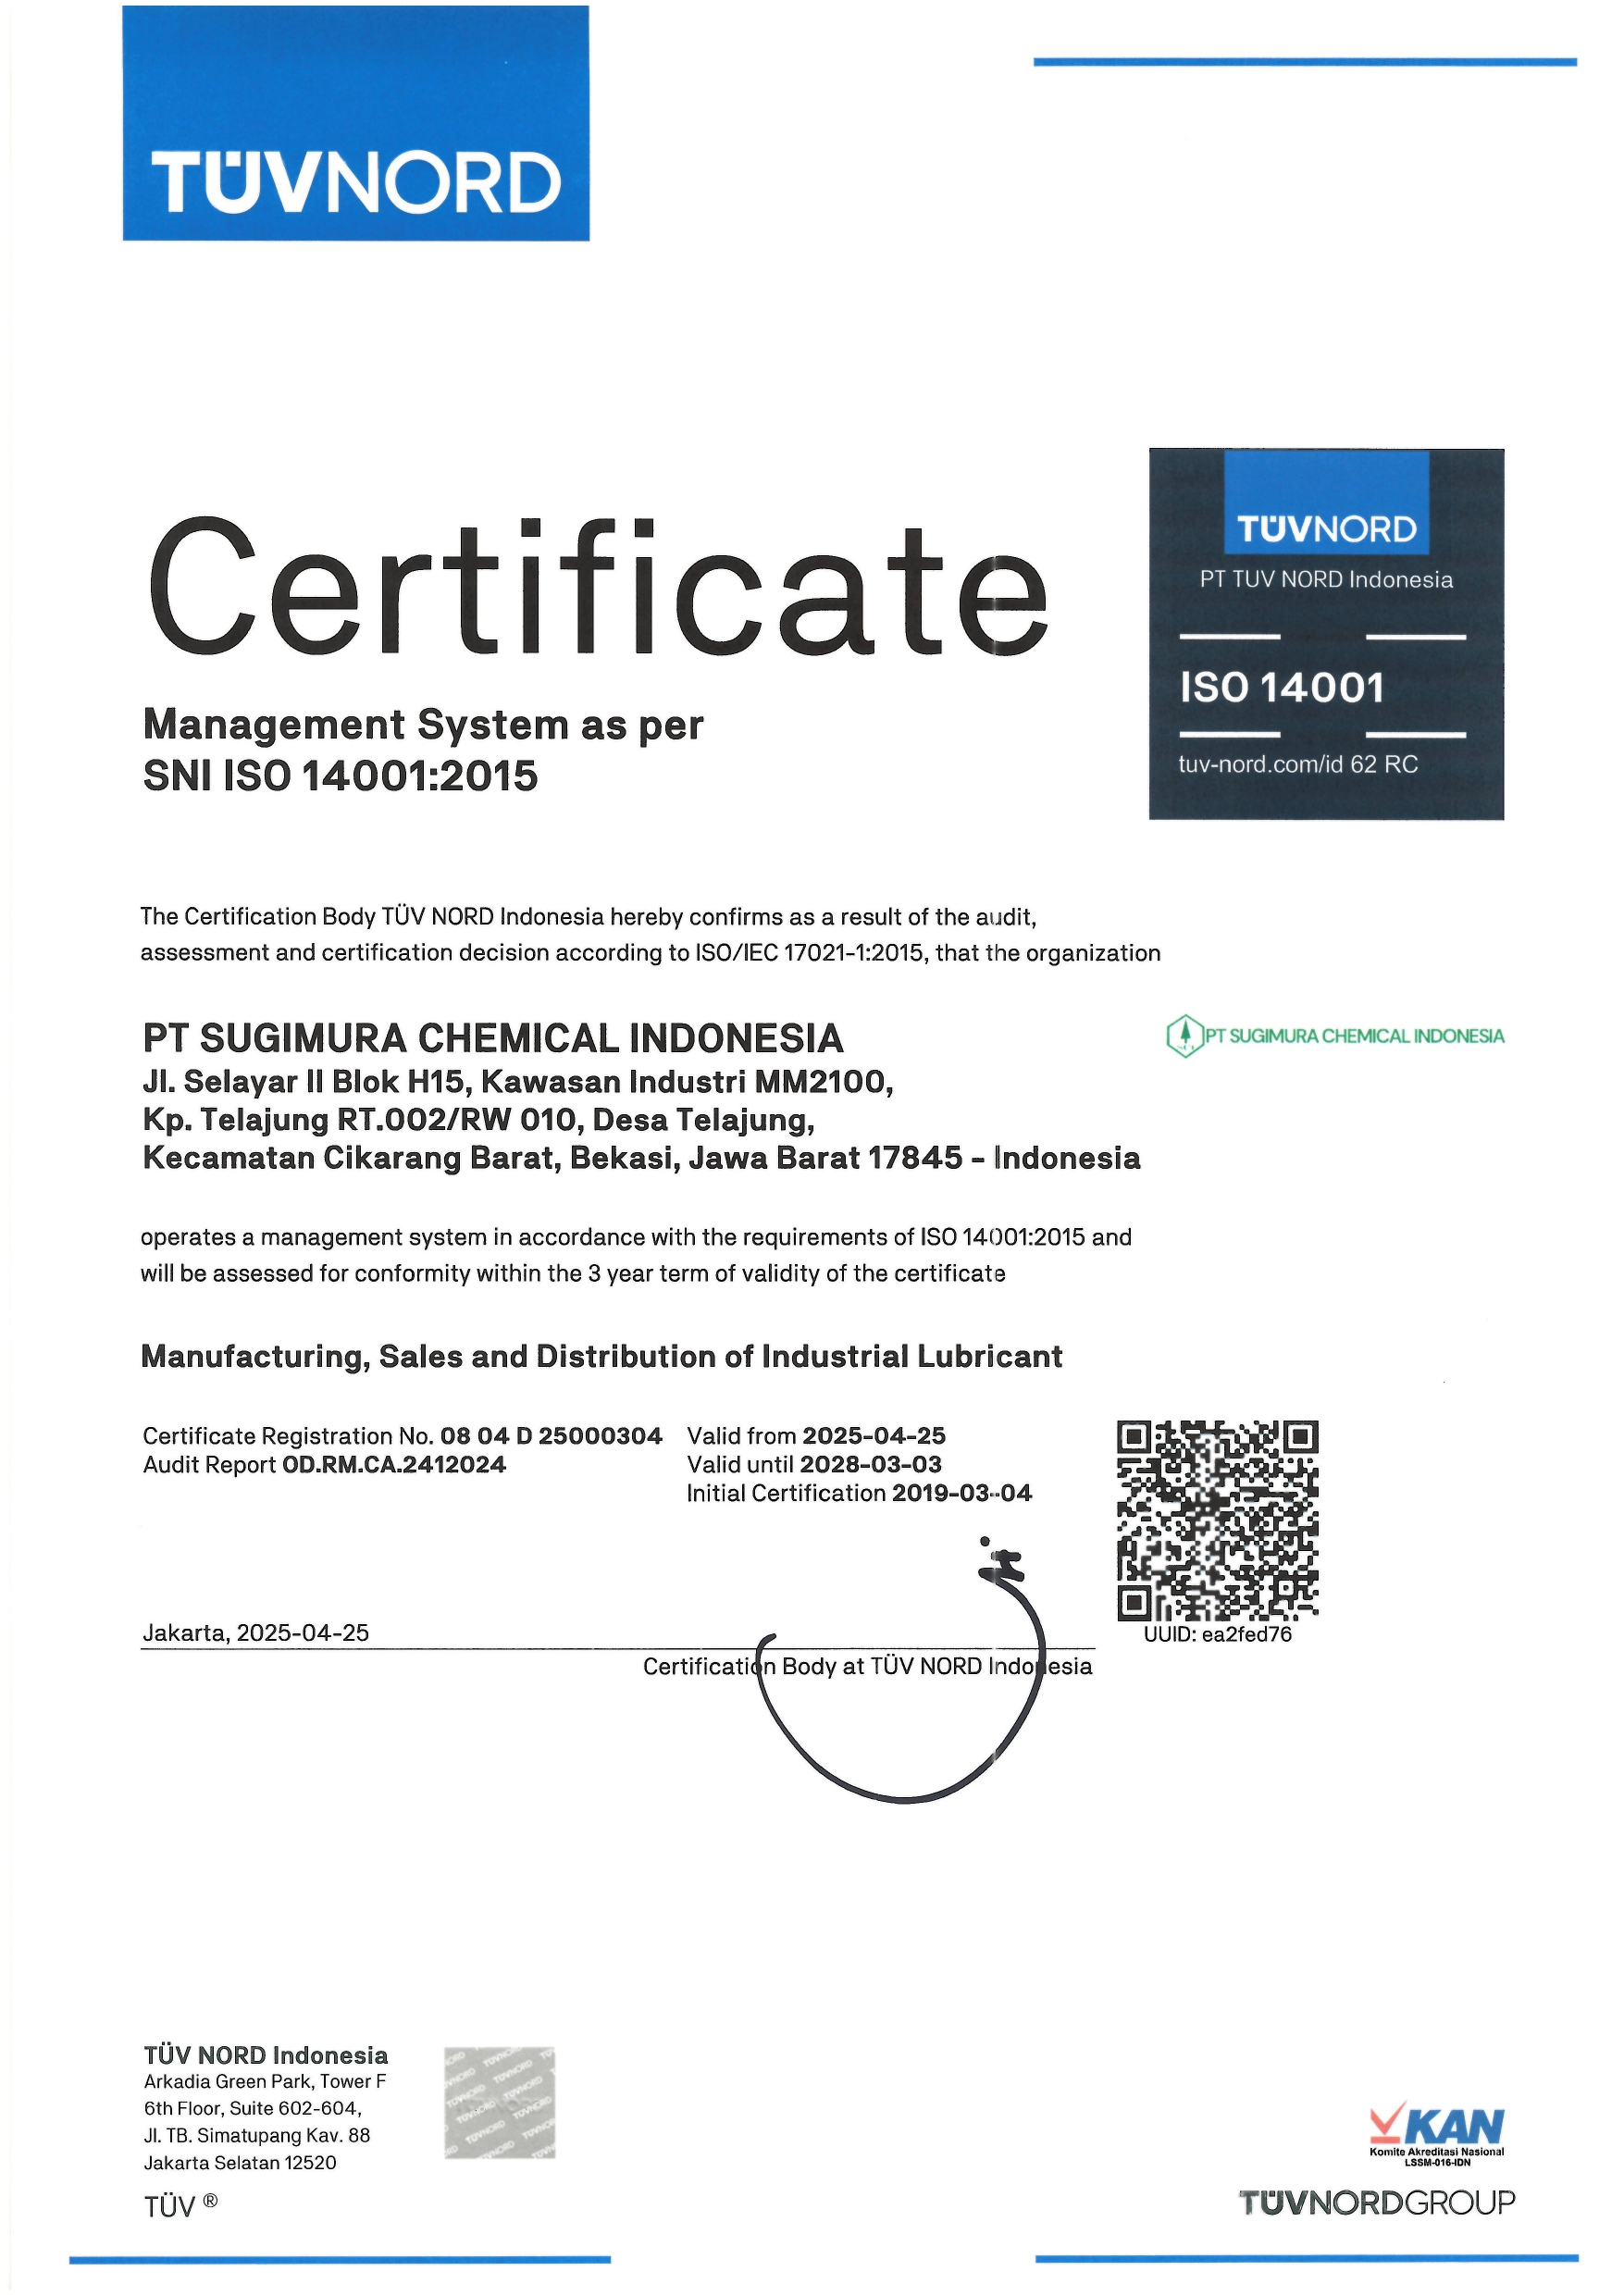 TÜVNORD
TÜVNORD
PT TUV NORD Indonesia
ISO 14001
tuv-nord.com/id 62 RC
Certificate
Management System as per
SNI ISO 14001:2015
The Certification Body TÜV NORD Indonesia hereby confirms as a result of the audit,
assessment and certification decision according to ISO/IEC 17021-1:2015, that the organization
PT SUGIMURA CHEMICAL INDONESIA
Jl. Selayar II Blok H15, Kawasan Industri MM2100,
Kp. Telajung RT.002/RW 010, Desa Telajung,
Kecamatan Cikarang Barat, Bekasi, Jawa Barat 17845 - Indonesia
PT SUGIMURA CHEMICAL INDONESIA
operates a management system in accordance with the requirements of ISO 14001:2015 and
will be assessed for conformity within the 3 year term of validity of the certificate
Manufacturing, Sales and Distribution of Industrial Lubricant
Certificate Registration No. 08 04 D 25000304
Audit Report OD.RM.CA.2412024
Valid from 2025-04-25
Valid until 2028-03-03
Initial Certification 2019-03-04
UUID: ea2fed76
Jakarta, 2025-04-25
Certification Body at TÜV NORD Indonesia
TÜV NORD Indonesia
Arkadia Green Park, Tower F
6th Floor, Suite 602-604,
Jl. TB. Simatupang Kav. 88
Jakarta Selatan 12520
TÜV ®
KAN
Komite Akreditasi Nasional
LSSM-016-IDN
TÜVNORDGROUP